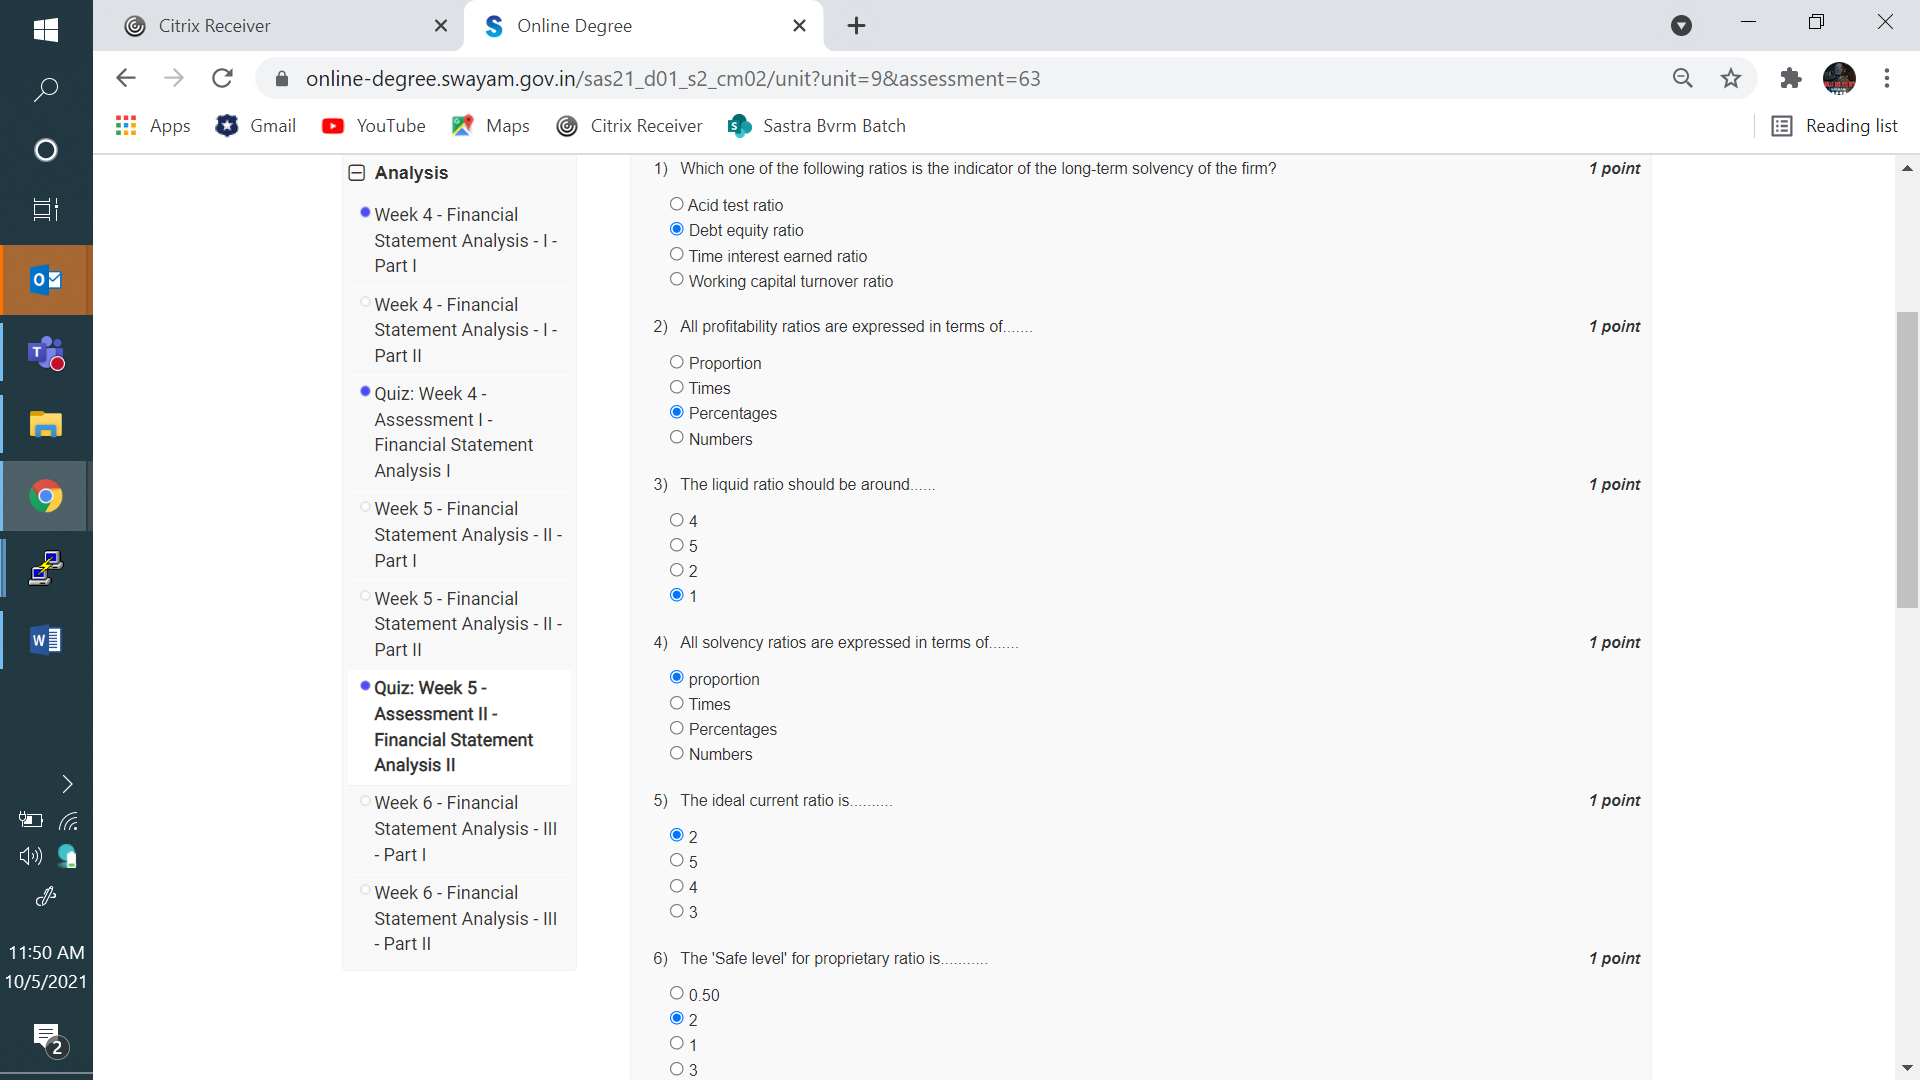 Citrix Receiver
Online Degree
online-degree.swayam.gov.in/sas21_d01_s2_cm02/unit?unit=9&assessment=63
Apps
Gmail
YouTube
Maps
Citrix Receiver
Sastra Bvrm Batch
Reading list
Analysis
Week 4 - Financial
Statement Analysis - I -
Part I
Week 4 - Financial
Statement Analysis - I -
Part II
Quiz: Week 4 -
Assessment I -
Financial Statement
Analysis I
Week 5 - Financial
Statement Analysis - II -
Part I
Week 5 - Financial
Statement Analysis - II -
Part II
Quiz: Week 5 -
Assessment II -
Financial Statement
Analysis II
Week 6 - Financial
Statement Analysis - III
- Part I
Week 6 - Financial
Statement Analysis - III
- Part II
1) Which one of the following ratios is the indicator of the long-term solvency of the firm? 1 point
Acid test ratio
Debt equity ratio
Time interest earned ratio
Working capital turnover ratio
2) All profitability ratios are expressed in terms of....... 1 point
Proportion
Times
Percentages
Numbers
3) The liquid ratio should be around...... 1 point
4
5
2
1
4) All solvency ratios are expressed in terms of....... 1 point
proportion
Times
Percentages
Numbers
5) The ideal current ratio is.......... 1 point
2
5
4
3
6) The 'Safe level' for proprietary ratio is........... 1 point
0.50
2
1
3
11:50 AM
10/5/2021
2